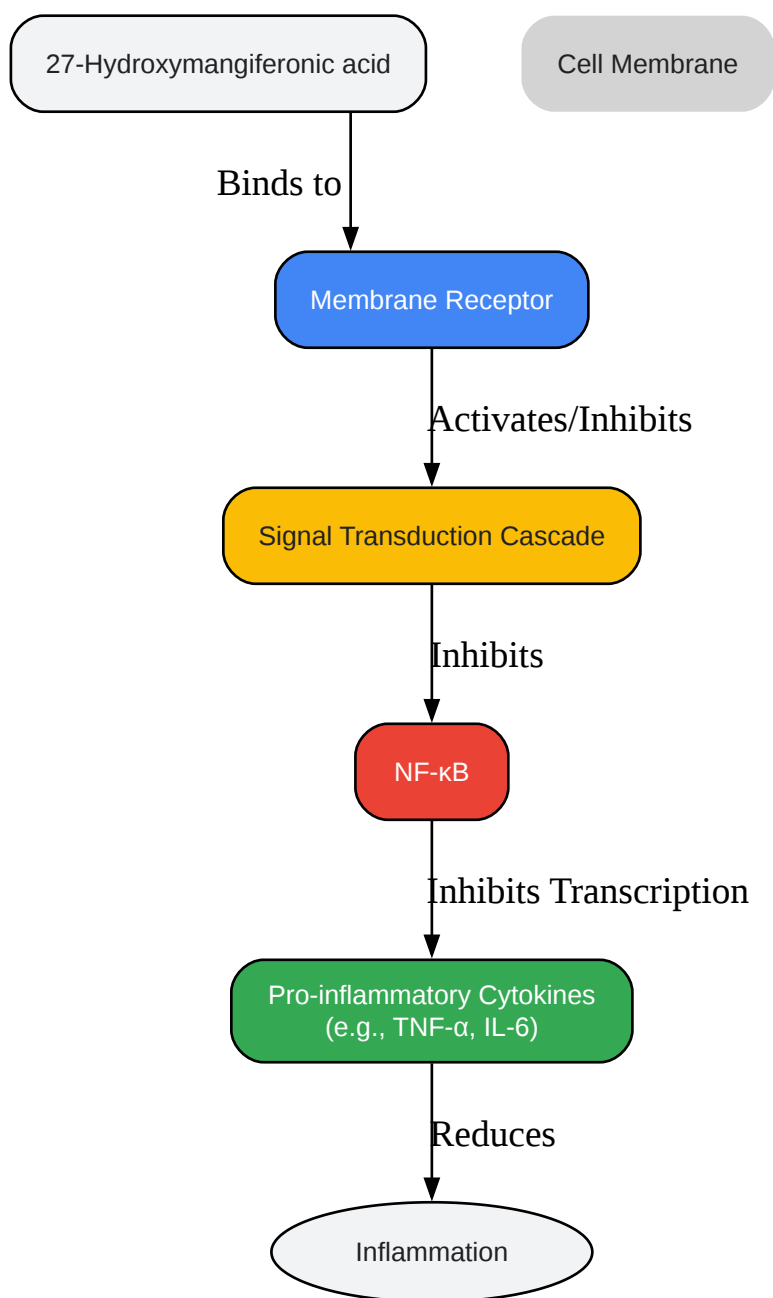 27-Hydroxymangiferonic acid
Cell Membrane
Binds to
Membrane Receptor
Activates/Inhibits
Signal Transduction Cascade
Inhibits
NF-κB
Inhibits Transcription
Pro-inflammatory Cytokines
(e.g., TNF-α, IL-6)
Reduces
Inflammation